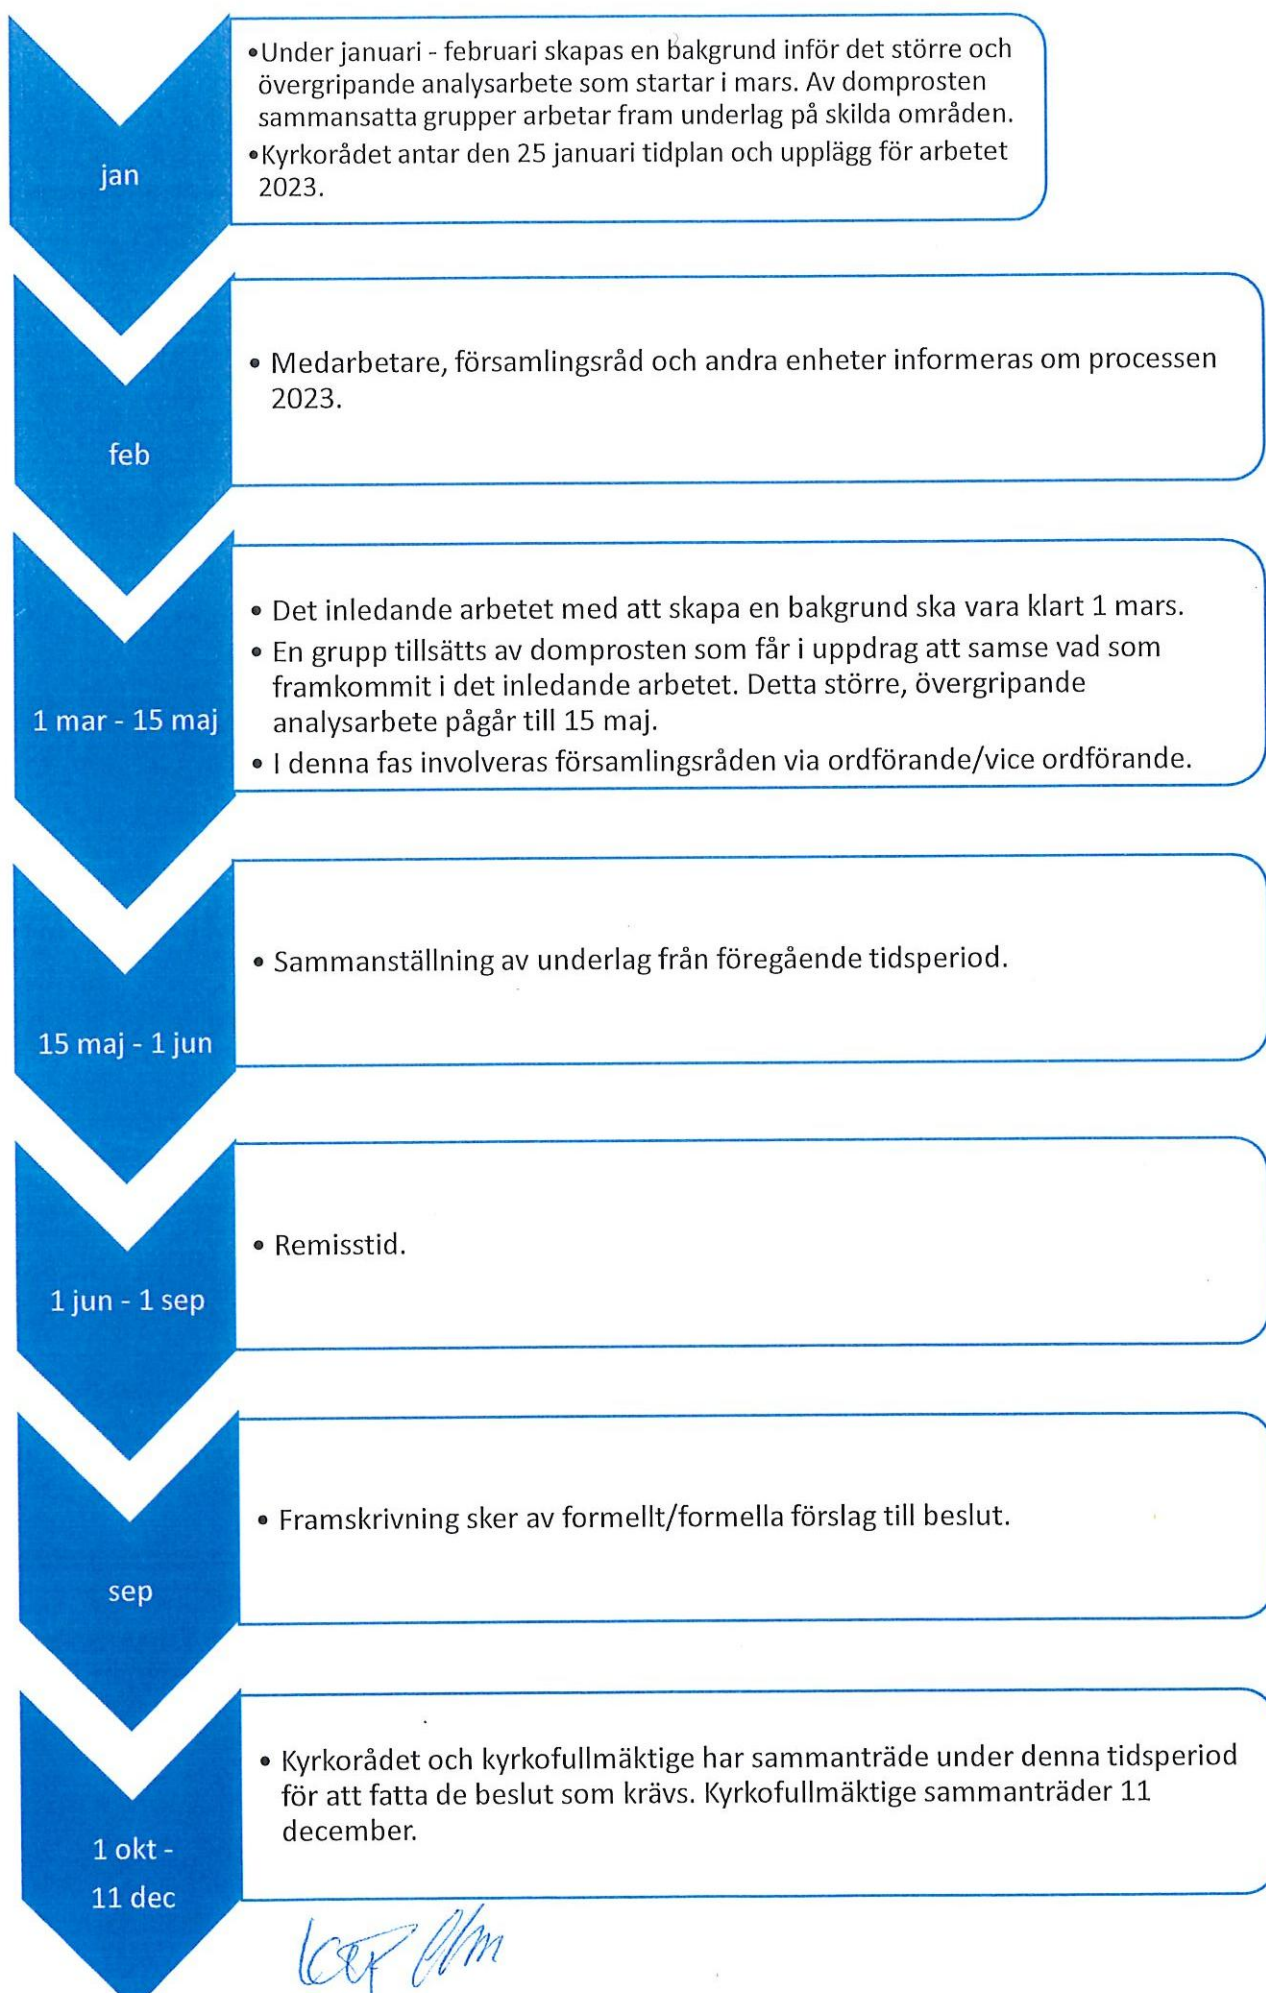 •Under januari - februari skapas en bakgrund inför det större och
övergripande analysarbete som startar i mars. Av domprosten
sammansatta grupper arbetar fram underlag på skilda områden.
•Kyrkorådet antar den 25 januari tidplan och upplägg för arbetet
2023.
jan
• Medarbetare, församlingsråd och andra enheter informeras om processen
2023.
feb
• Det inledande arbetet med att skapa en bakgrund ska vara klart 1 mars.
• En grupp tillsätts av domprosten som får i uppdrag att samse vad som
framkommit i det inledande arbetet. Detta större, övergripande
analysarbete pågår till 15 maj.
• I denna fas involveras församlingsråden via ordförande/vice ordförande.
1 mar - 15 maj
• Sammanställning av underlag från föregående tidsperiod.
15 maj - 1 jun
• Remisstid.
1 jun - 1 sep
• Framskrivning sker av formellt/formella förslag till beslut.
sep
• Kyrkorådet och kyrkofullmäktige har sammanträde under denna tidsperiod
för att fatta de beslut som krävs. Kyrkofullmäktige sammanträder 11
december.
1 okt -
11 dec